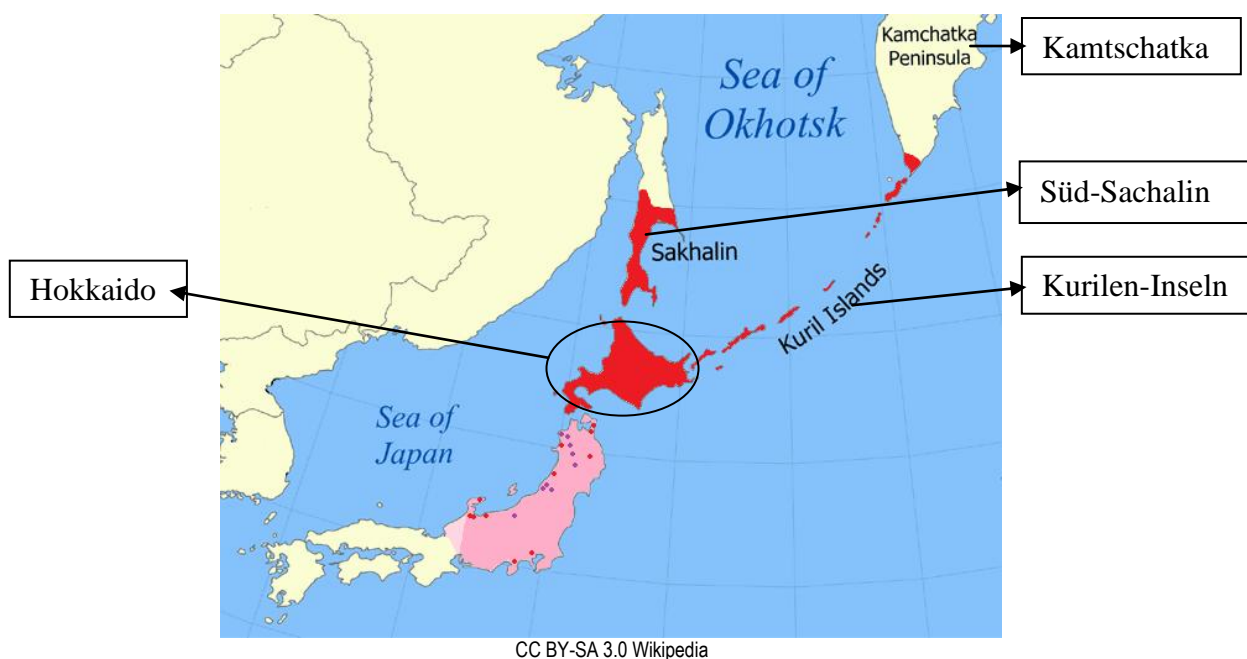 Kamchatka
Peninsula
Kamtschatka
Sea of
Okhotsk
Süd-Sachalin
Sakhalin
Hokkaido
Kuril Islands
Kurilen-Inseln
Sea of
Japan
CC BY-SA 3.0 Wikipedia